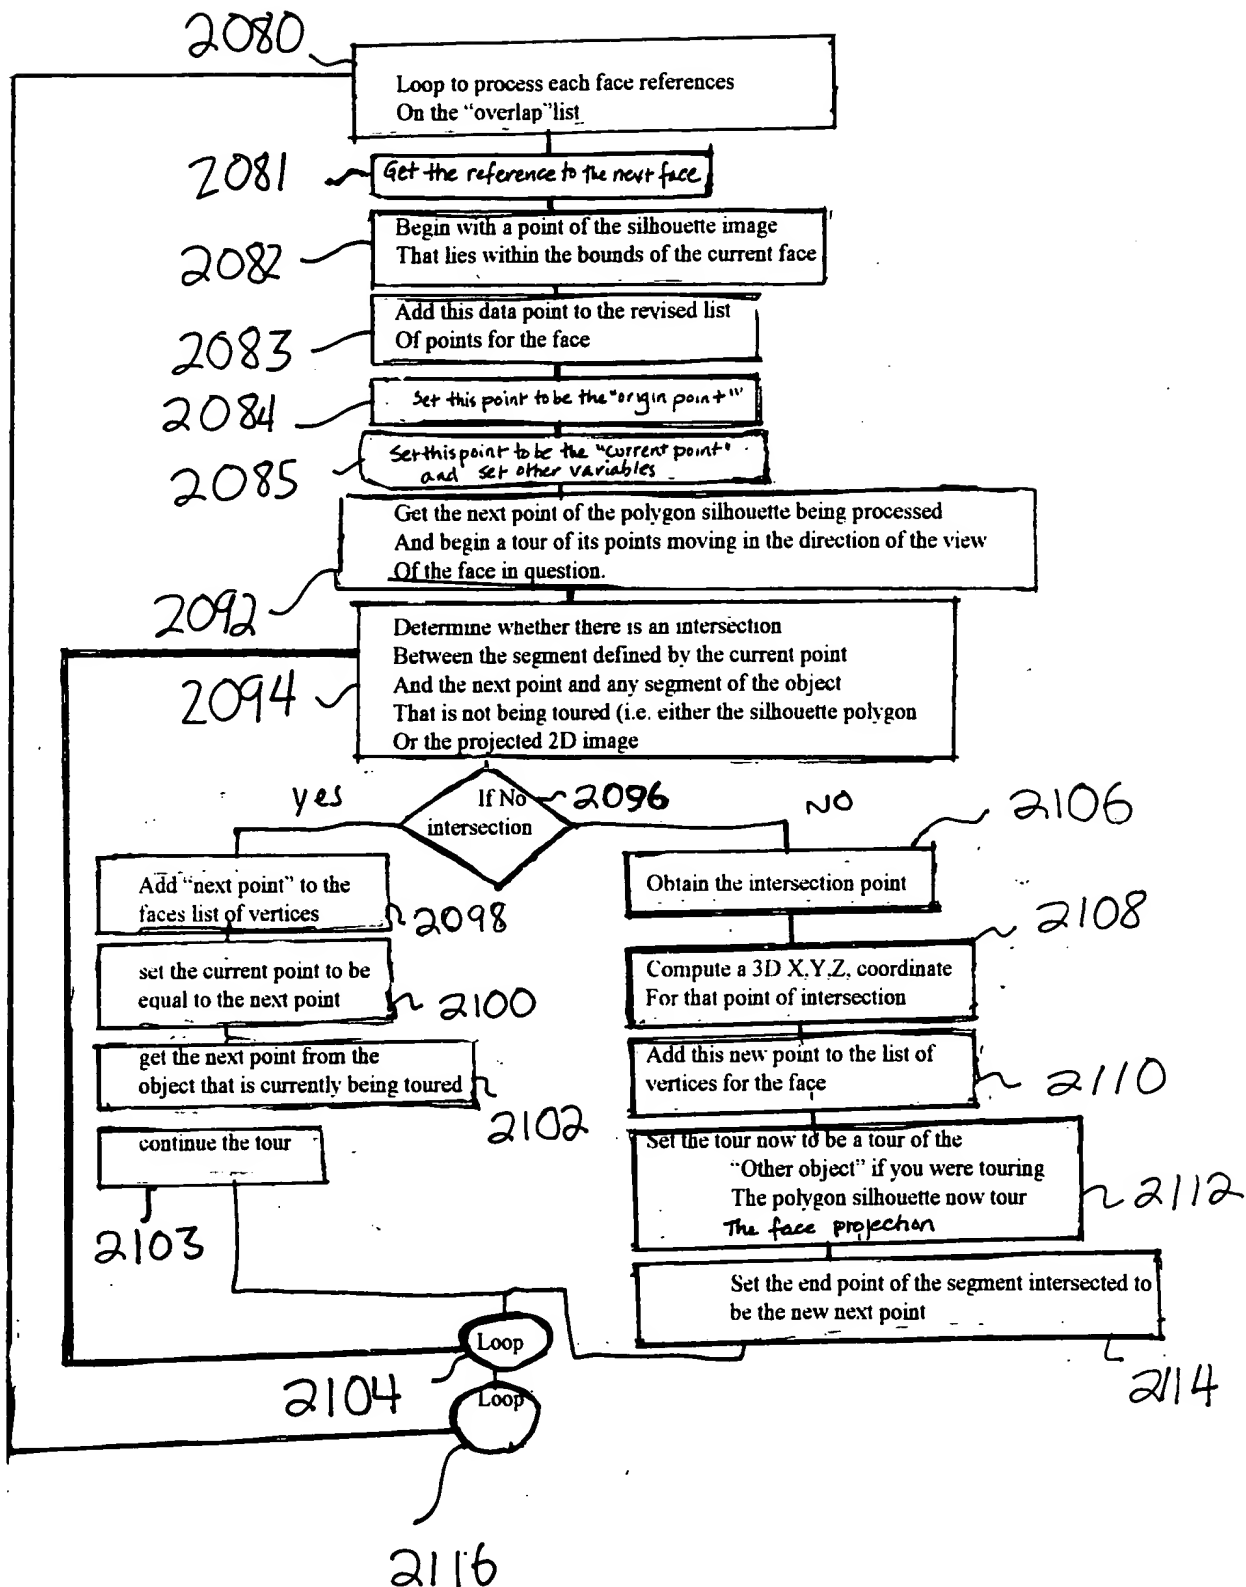 2080
Loop to process each face references
On the "overlap"list
2081
Get the reference to the next face
Begin with a point of the silhouette image
That lies within the bounds of the current face
2082
Add this data point to the revised list
Of points for the face
2083
Set this point to be the "origin point""
2084
Set this point to be the "current point"
and set other variables
2085
Get the next point of the polygon silhouette being processed
And begin a tour of its points moving in the direction of the view
Of the face in question.
2092
Determine whether there is an intersection
Between the segment defined by the current point
And the next point and any segment of the object
That is not being toured (i.e. either the silhouette polygon
Or the projected 2D image
2094
yes
If No
intersection
2096
NO
2106
Add "next point" to the
faces list of vertices
2098
Obtain the intersection point
2108
set the current point to be
equal to the next point
2100
Compute a 3D X,Y,Z, coordinate
For that point of intersection
get the next point from the
object that is currently being toured
2102
Add this new point to the list of
vertices for the face
2110
continue the tour
2103
Set the tour now to be a tour of the
"Other object" if you were touring
The polygon silhouette now tour
The face projection
2112
Set the end point of the segment intersected to
be the new next point
2114
Loop
2104
Loop
2116